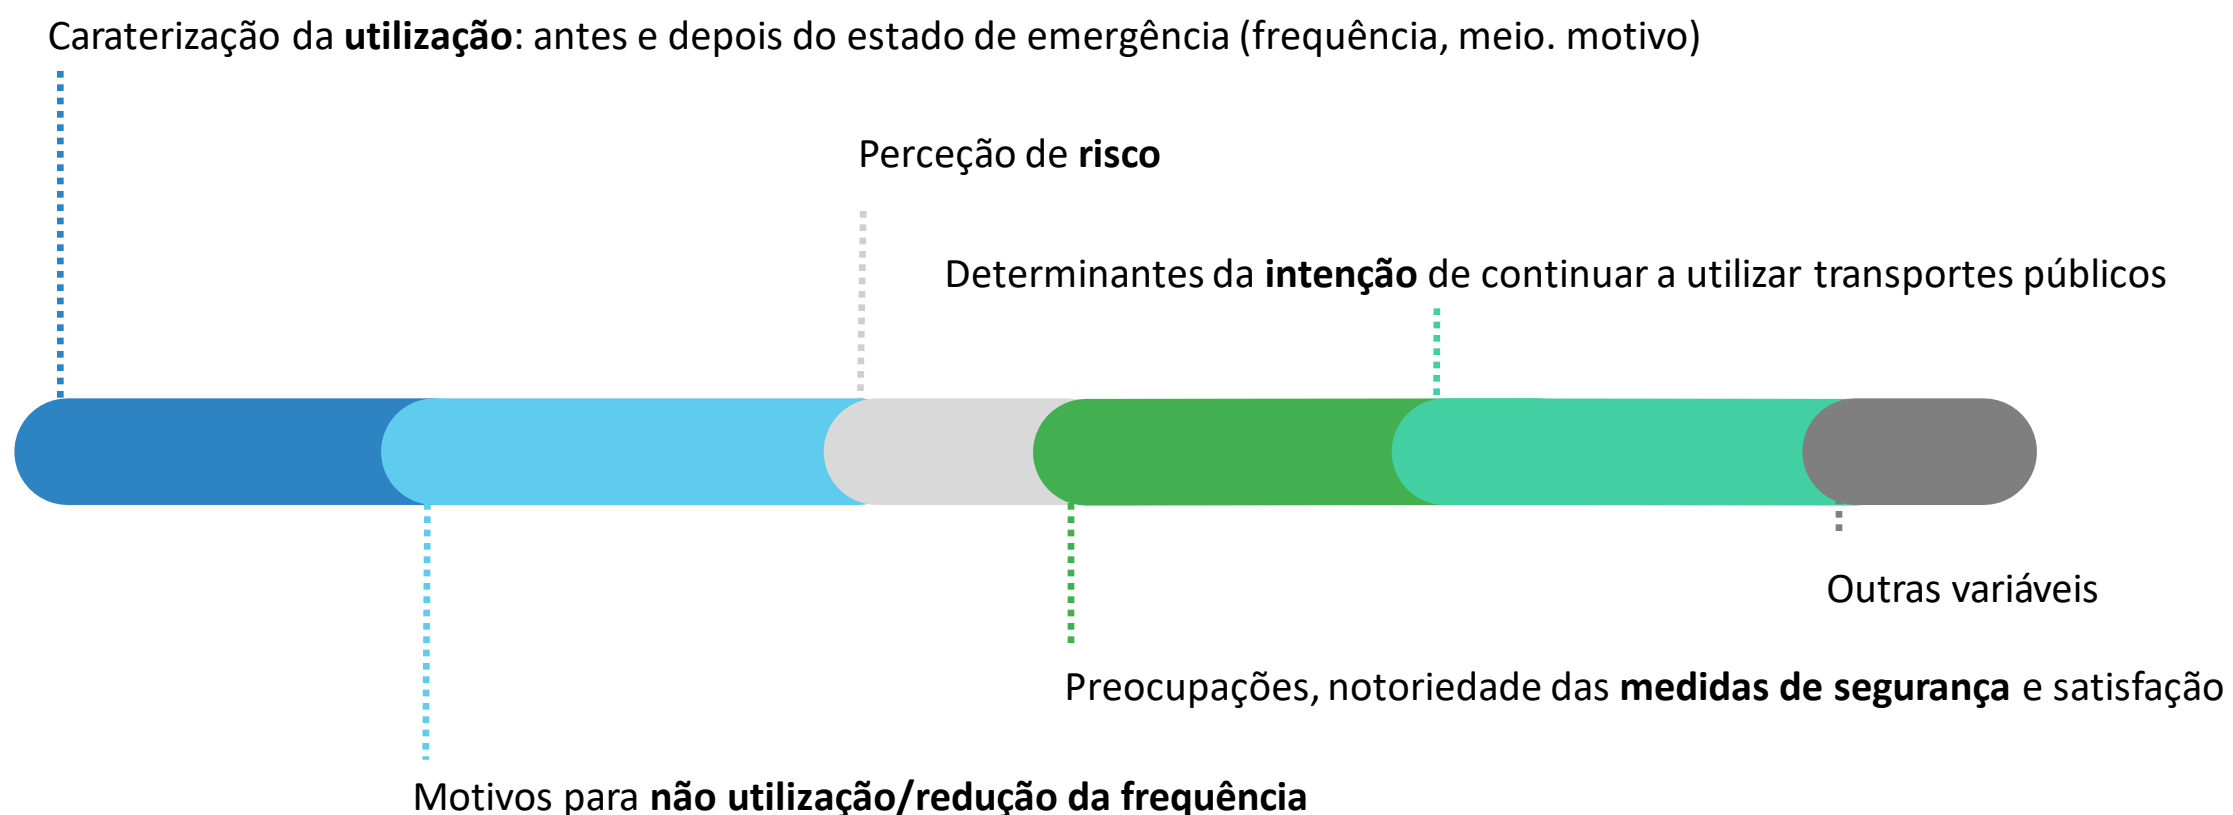 Caraterização da utilização: antes e depois do estado de emergência (frequência, meio. motivo)
Perceção de risco
Determinantes da intenção de continuar a utilizar transportes públicos
Outras variáveis
Preocupações, notoriedade das medidas de segurança e satisfação
Motivos para não utilização/redução da frequência